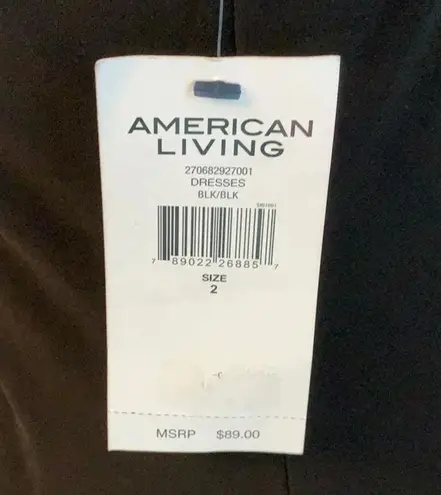 AMERICAN
LIVING
270682927001
DRESSES
BLK/BLK
7 89022 26885 7
SIZE
2
MSRP $89.00